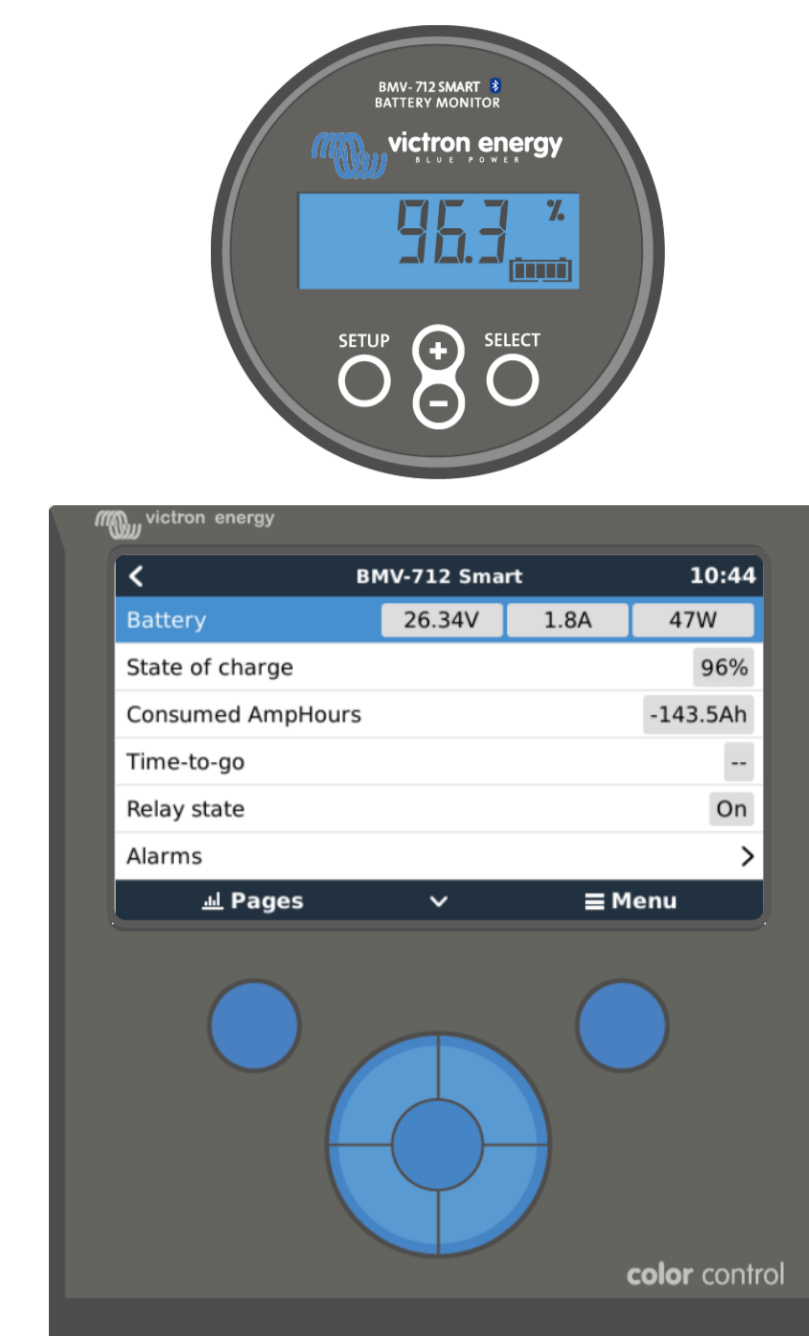 BMV-712 SMART
BATTERY MONITOR
victron energy
BLUE POWER
96.3 %
SETUP + SELECT
−
victron energy
BMV-712 Smart 10:44
Battery 26.34V 1.8A 47W
State of charge 96%
Consumed AmpHours -143.5Ah
Time-to-go --
Relay state On
Alarms
Pages Menu
color control